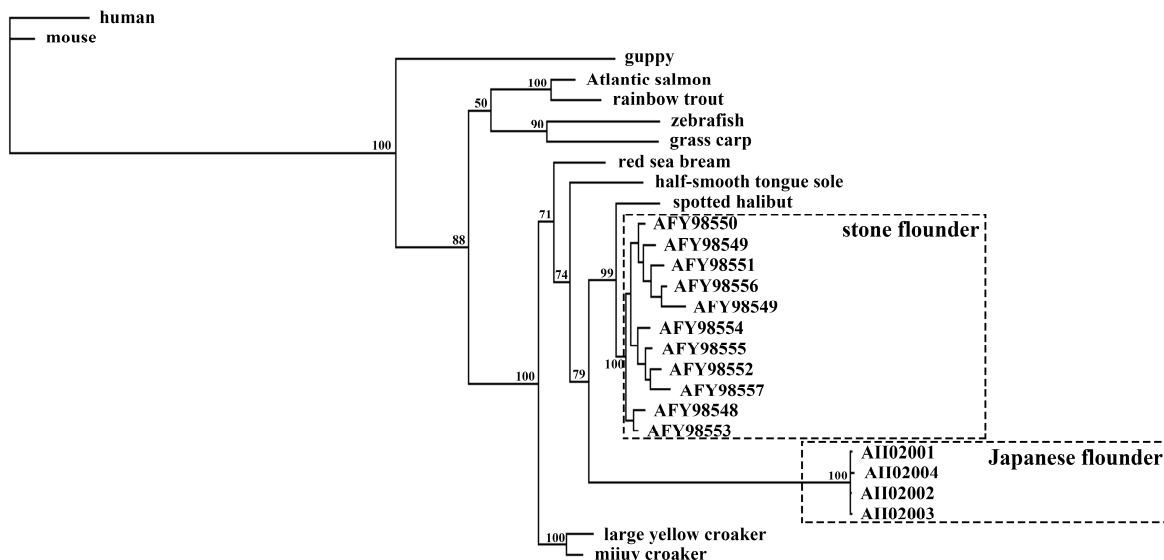 human
mouse
guppy
Atlantic salmon
100
rainbow trout
50
zebrafish
90
grass carp
100
red sea bream
half-smooth tongue sole
71
spotted halibut
AFY98550
stone flounder
88
AFY98549
AFY98551
74
99
AFY98556
AFY98549
AFY98554
AFY98555
100
AFY98552
100
79
AFY98557
AFY98548
AFY98553
AII02001
Japanese flounder
100
AII02004
AII02002
AII02003
large yellow croaker
100
miiuy croaker